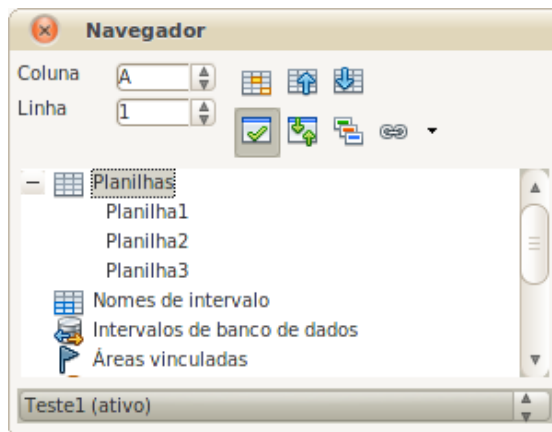 Navegador
Coluna A
Linha 1
Planilhas
Planilha1
Planilha2
Planilha3
Nomes de intervalo
Intervalos de banco de dados
Áreas vinculadas
Teste1 (ativo)